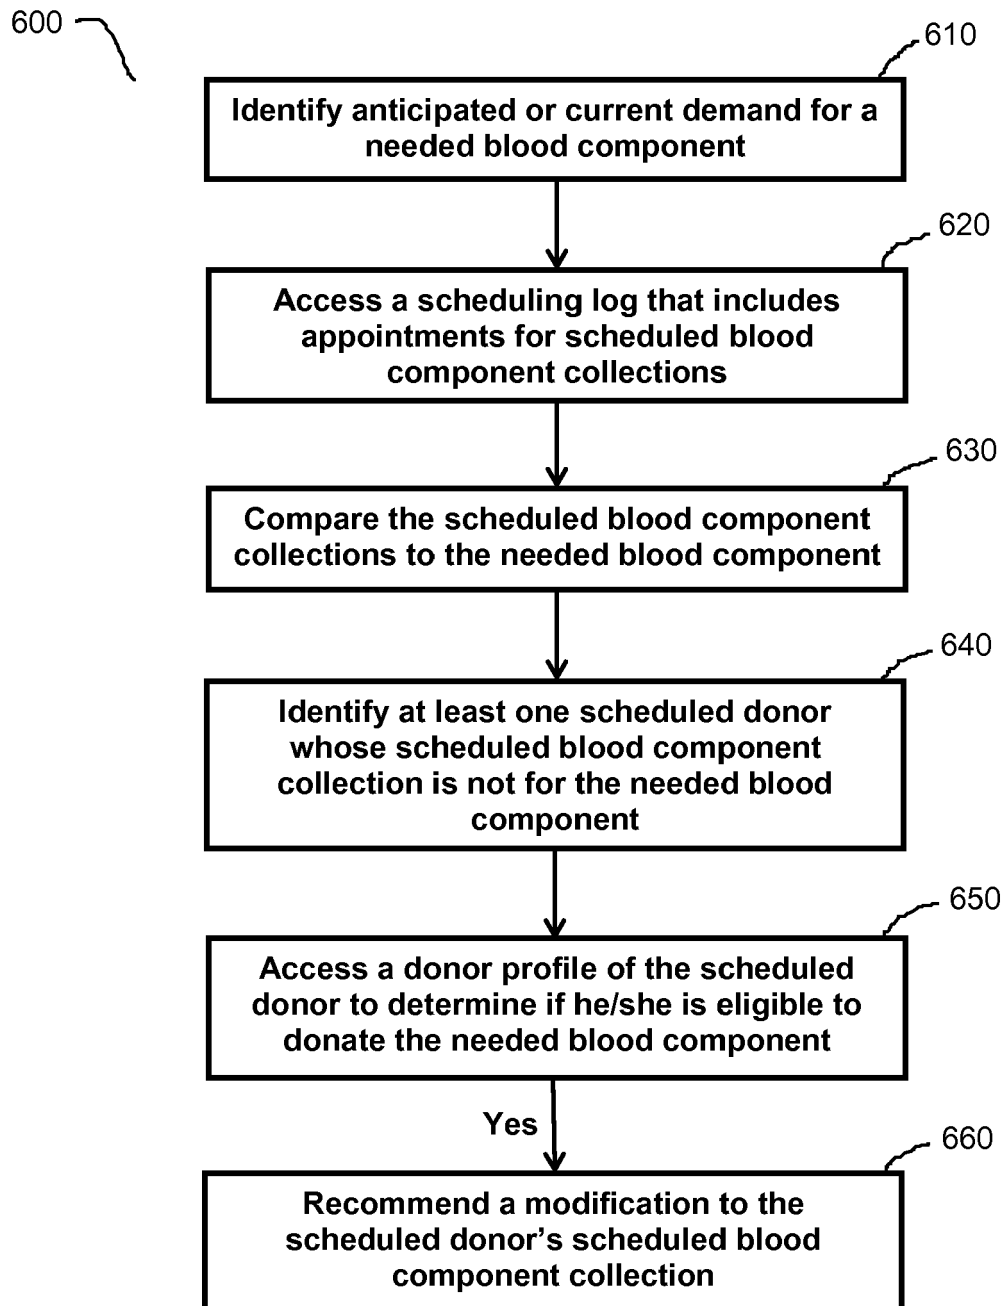 600
610
Identify anticipated or current demand for a
needed blood component
620
Access a scheduling log that includes
appointments for scheduled blood
component collections
630
Compare the scheduled blood component
collections to the needed blood component
640
Identify at least one scheduled donor
whose scheduled blood component
collection is not for the needed blood
component
650
Access a donor profile of the scheduled
donor to determine if he/she is eligible to
donate the needed blood component
Yes
660
Recommend a modification to the
scheduled donor's scheduled blood
component collection